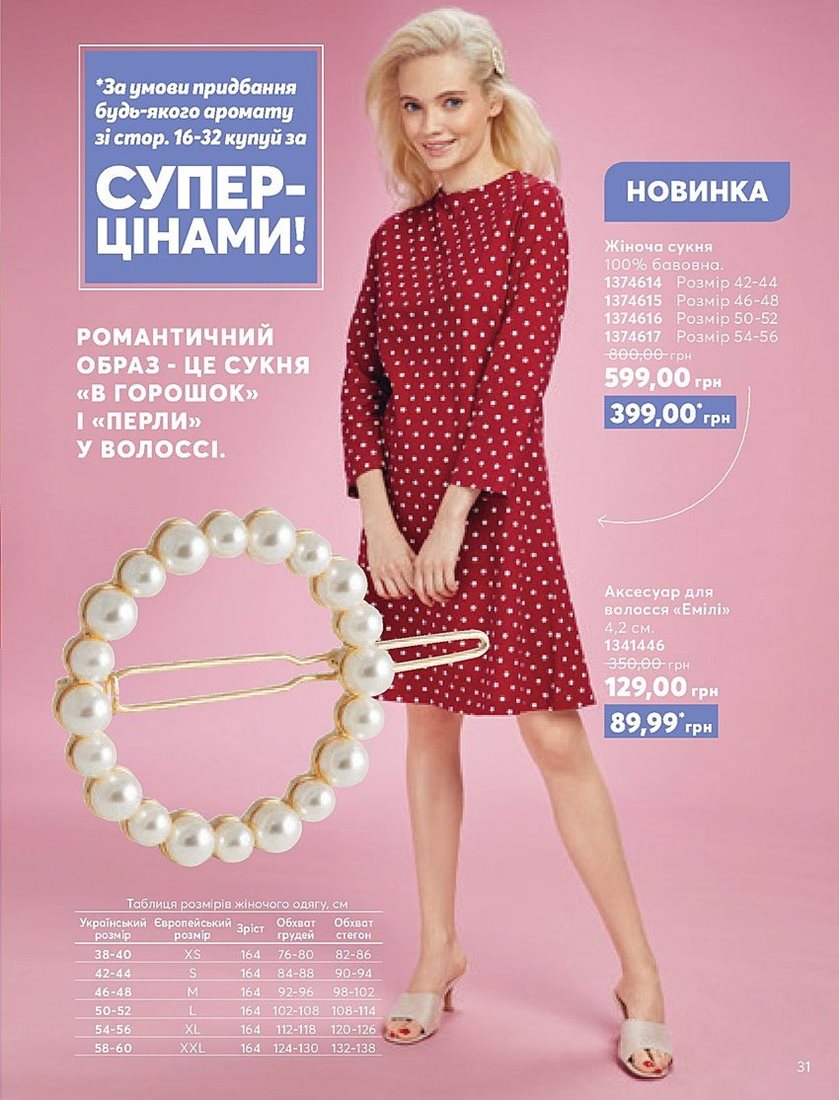 *За умови придбання
будь-якого аромату
зі стор. 16-32 купуй за
СУПЕР-
ЦІНАМИ!
РОМАНТИЧНИЙ
ОБРАЗ - ЦЕ СУКНЯ
«В ГОРОШОК»
І «ПЕРЛИ»
У ВОЛОССІ.
НОВИНКА
Жіноча сукня
100% бавовна.
1374614 Розмір 42-44
1374615 Розмір 46-48
1374616 Розмір 50-52
1374617 Розмір 54-56
800,00 грн
599,00 грн
399,00* грн
Аксесуар для
волосся «Емілі»
4,2 см.
1341446
350,00 грн
129,00 грн
89,99* грн
Таблиця розмірів жіночого одягу, см
Український розмір Європейський розмір Зріст Обхват грудей Обхват стегон
38-40 XS 164 76-80 82-86
42-44 S 164 84-88 90-94
46-48 M 164 92-96 98-102
50-52 L 164 102-108 108-114
54-56 XL 164 112-118 120-126
58-60 XXL 164 124-130 132-138
31